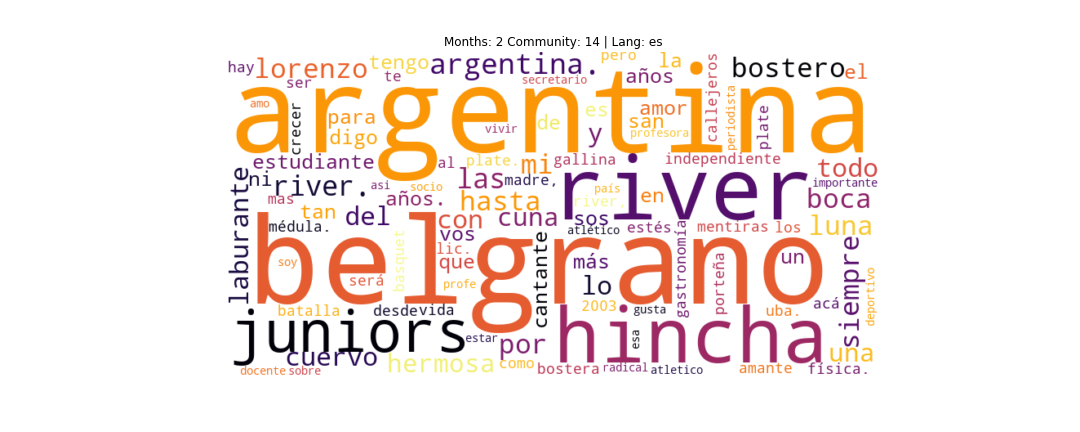 Months: 2 Community: 14 | Lang: es
hay lorenzo tengo argentina. pero la bostero el
ser te secretario años
amo argentina callejeros periodista plate
crecer para digo vivir de es y amor san profesora
estudiante al plate. mi gallina independiente todo
ni river. asi socio las madre, país river en importante
laburante mas años. hasta river, boca
tan del con cuna sos atlético estés. mentiras los luna
médula. vos lic. que más gastronomía porteña un siempre
soy será basquet profe cantante lo acá deportivo
belgrano
batalla desde vida 2003 gusta uba.
juniors estar por hincha esa una
cuervo hermosa como bostera radical atletico amante física.
docente sobre